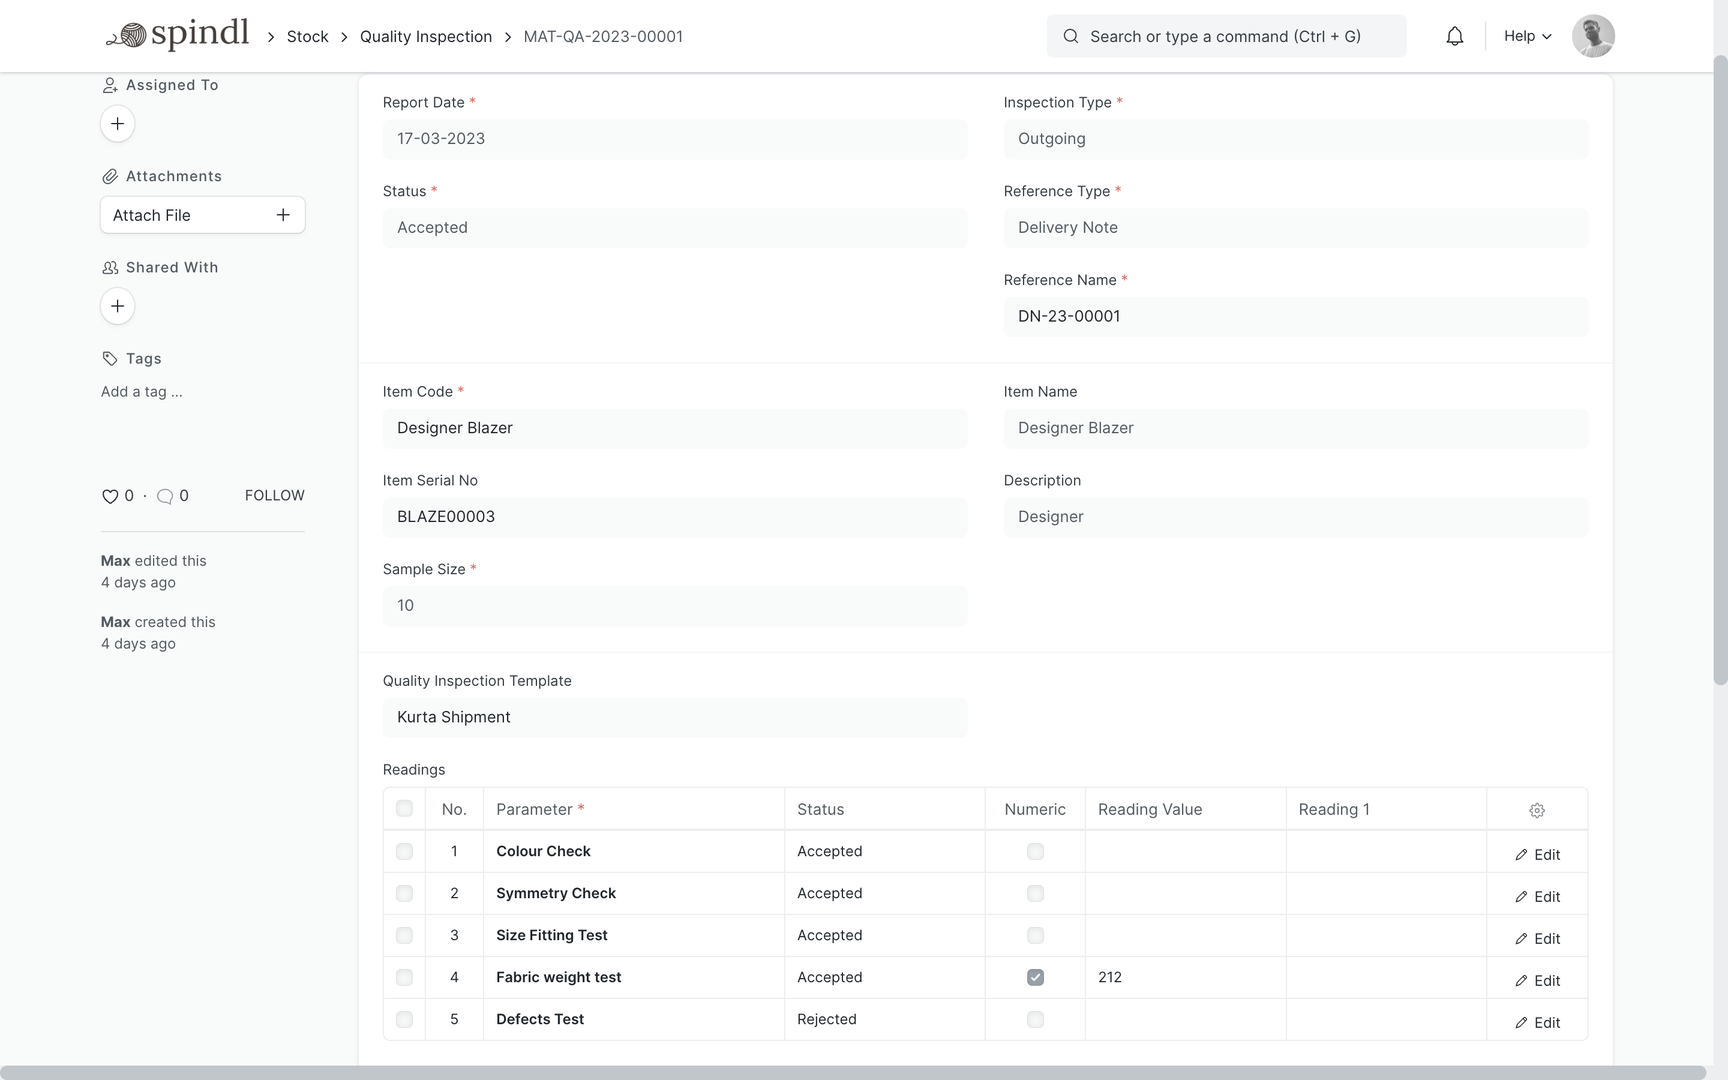 spindl > Stock > Quality Inspection > MAT-QA-2023-00001
Search or type a command (Ctrl + G)
Help
Assigned To
Attachments
Attach File
Shared With
Tags
Add a tag ...
0 · 0 FOLLOW
Max edited this
4 days ago
Max created this
4 days ago
Report Date *
17-03-2023
Inspection Type *
Outgoing
Status *
Accepted
Reference Type *
Delivery Note
Reference Name *
DN-23-00001
Item Code *
Designer Blazer
Item Name
Designer Blazer
Item Serial No
BLAZE00003
Description
Designer
Sample Size *
10
Quality Inspection Template
Kurta Shipment
Readings
No. Parameter * Status Numeric Reading Value Reading 1
1 Colour Check Accepted Edit
2 Symmetry Check Accepted Edit
3 Size Fitting Test Accepted Edit
4 Fabric weight test Accepted 212 Edit
5 Defects Test Rejected Edit